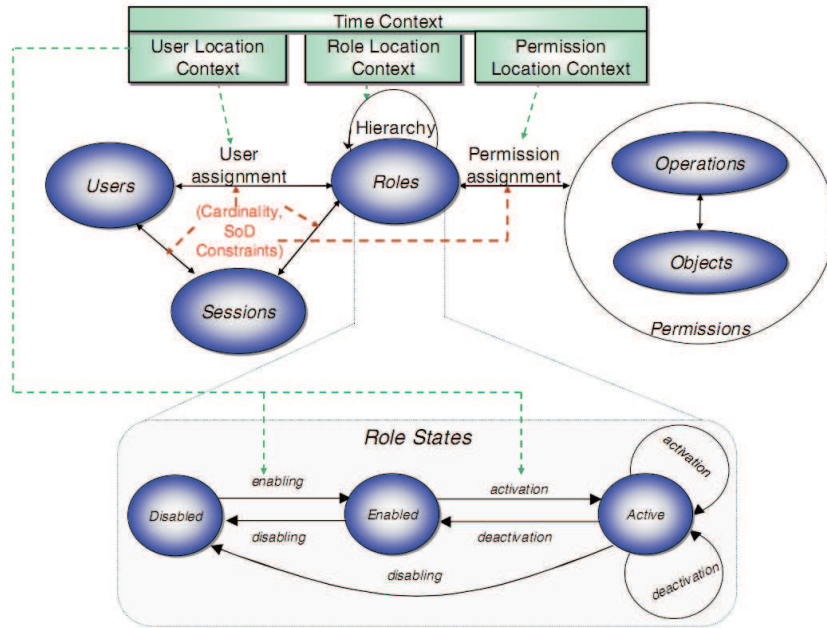 Time Context
User Location
Context
Role Location
Context
Permission
Location Context
Hierarchy
User
assignment
Permission
assignment
Users
Roles
Operations
(Cardinality,
SoD
Constraints)
Objects
Sessions
Permissions
Role States
activation
enabling
activation
Disabled
Enabled
Active
disabling
deactivation
disabling
deactivation